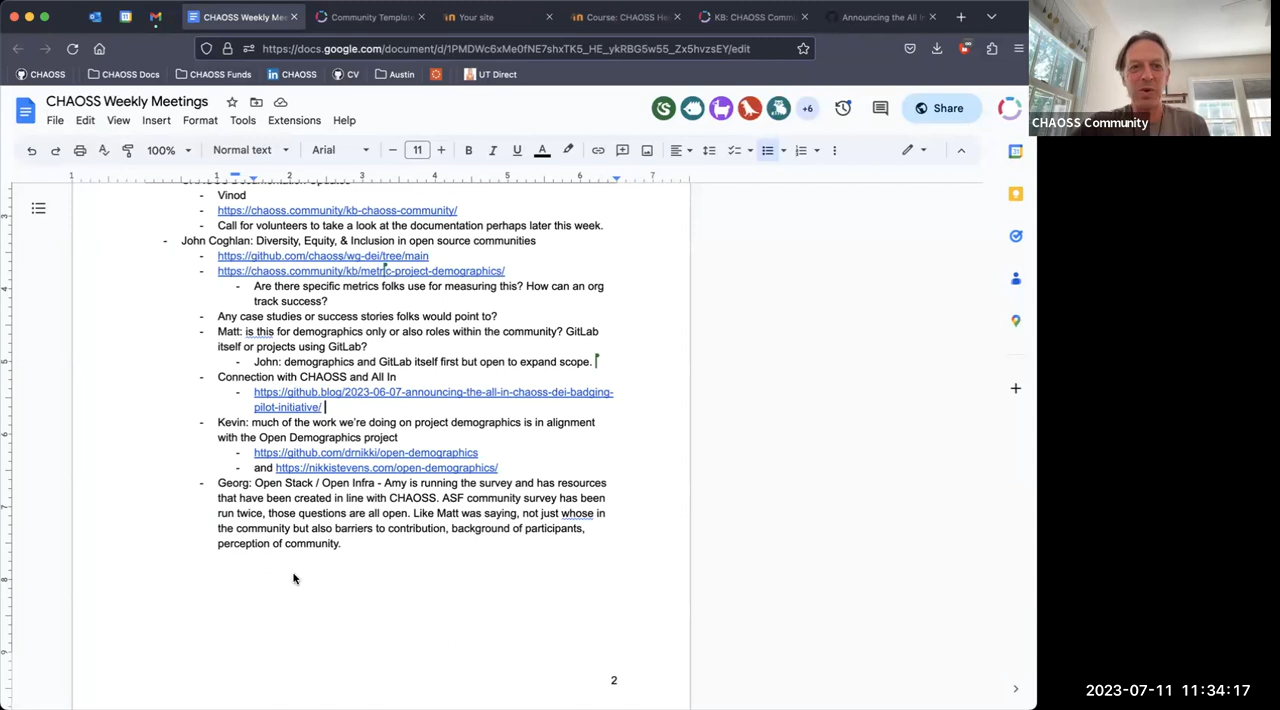 CHAOSS Weekly Mee
Community Templat
Your site
Course: CHAOSS He
KB: CHAOSS Comm
Announcing the All In
https://docs.google.com/document/d/1PMDWc6xMe0fNE7shxTK5_HE_ykRBG5w55_Zx5hvzsEY/edit
CHAOSS
CHAOSS Docs
CHAOSS Funds
CHAOSS
CV
Austin
UT Direct
CHAOSS Weekly Meetings
+6
Share
File Edit View Insert Format Tools Extensions Help
100% Normal text Arial 11
1 1 2 3 4 5 6 7
- Vinod
- https://chaoss.community/kb-chaoss-community/
- Call for volunteers to take a look at the documentation perhaps later this week.
- John Coghlan: Diversity, Equity, & Inclusion in open source communities
- https://github.com/chaoss/wg-dei/tree/main
- https://chaoss.community/kb/metric-project-demographics/
- Are there specific metrics folks use for measuring this? How can an org
track success?
- Any case studies or success stories folks would point to?
- Matt: is this for demographics only or also roles within the community? GitLab
itself or projects using GitLab?
- John: demographics and GitLab itself first but open to expand scope.
- Connection with CHAOSS and All In
- https://github.blog/2023-06-07-announcing-the-all-in-chaoss-dei-badging-
pilot-initiative/
- Kevin: much of the work we're doing on project demographics is in alignment
with the Open Demographics project
- https://github.com/drnikki/open-demographics
- and https://nikkistevens.com/open-demographics/
- Georg: Open Stack / Open Infra - Amy is running the survey and has resources
that have been created in line with CHAOSS. ASF community survey has been
run twice, those questions are all open. Like Matt was saying, not just whose in
the community but also barriers to contribution, background of participants,
perception of community.
2
CHAOSS Community
2023-07-11 11:34:17